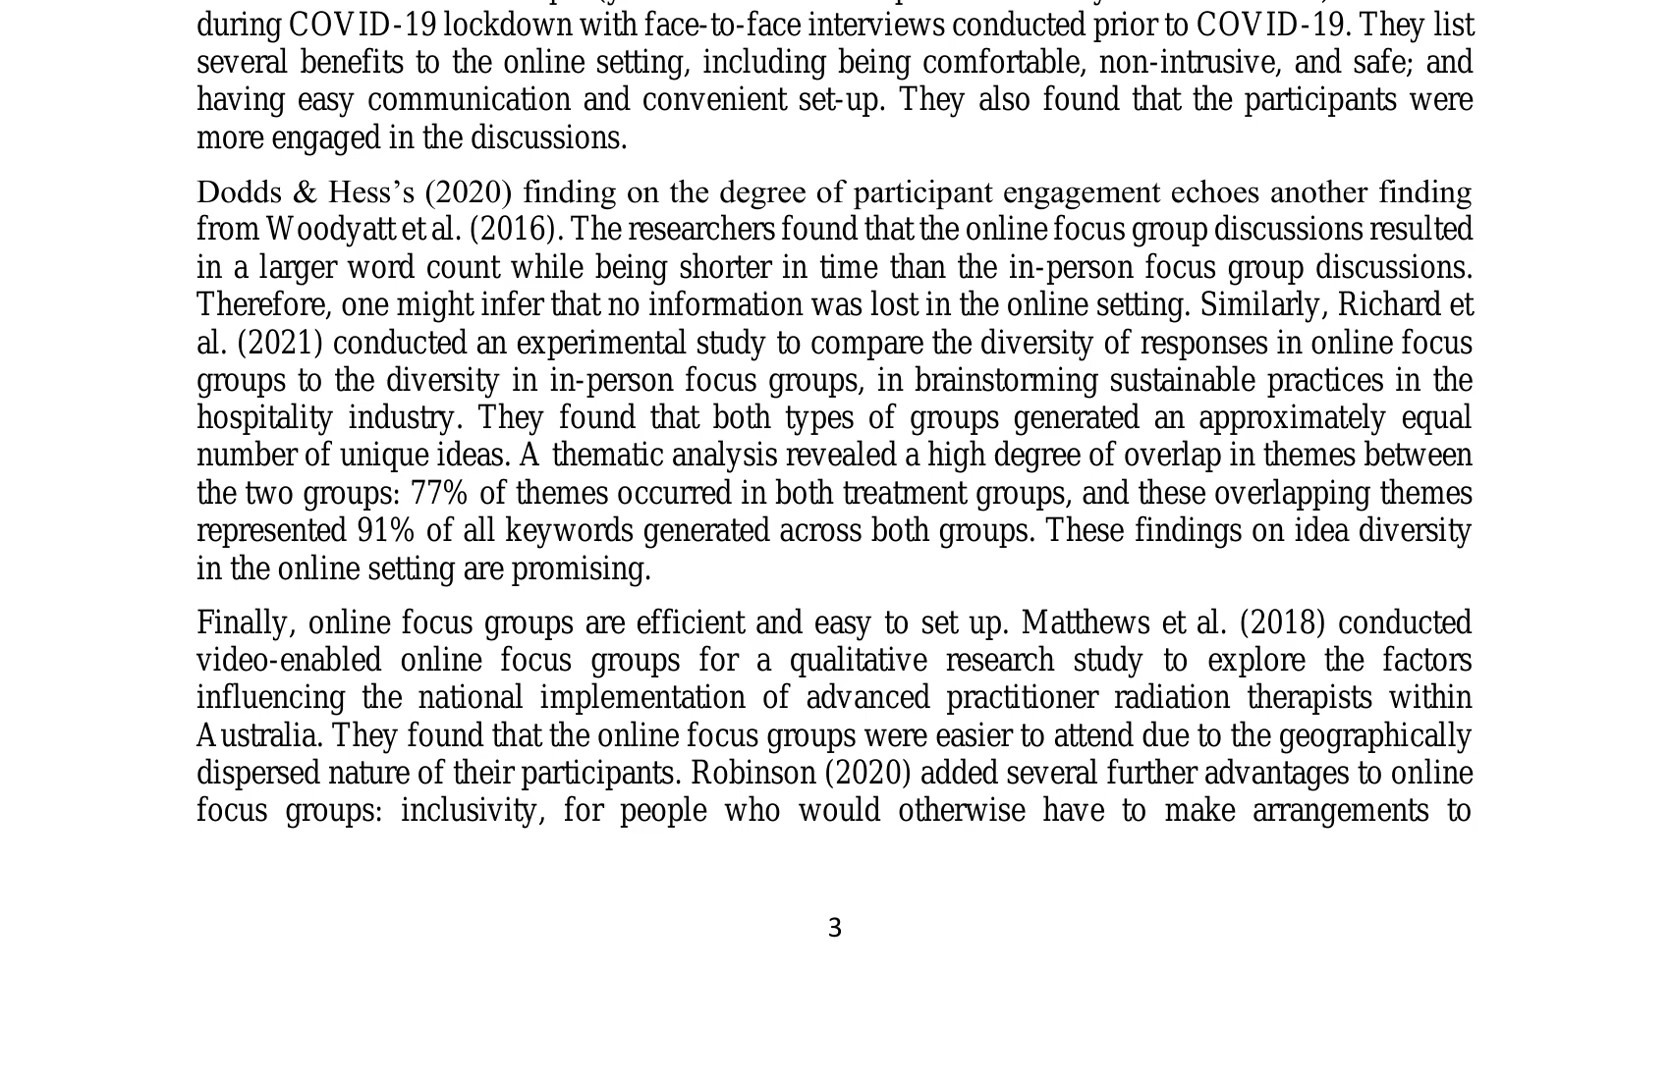 during COVID-19 lockdown with face-to-face interviews conducted prior to COVID-19. They list
several benefits to the online setting, including being comfortable, non-intrusive, and safe; and
having easy communication and convenient set-up. They also found that the participants were
more engaged in the discussions.
Dodds & Hess’s (2020) finding on the degree of participant engagement echoes another finding
from Woodyatt et al. (2016). The researchers found that the online focus group discussions resulted
in a larger word count while being shorter in time than the in-person focus group discussions.
Therefore, one might infer that no information was lost in the online setting. Similarly, Richard et
al. (2021) conducted an experimental study to compare the diversity of responses in online focus
groups to the diversity in in-person focus groups, in brainstorming sustainable practices in the
hospitality industry. They found that both types of groups generated an approximately equal
number of unique ideas. A thematic analysis revealed a high degree of overlap in themes between
the two groups: 77% of themes occurred in both treatment groups, and these overlapping themes
represented 91% of all keywords generated across both groups. These findings on idea diversity
in the online setting are promising.
Finally, online focus groups are efficient and easy to set up. Matthews et al. (2018) conducted
video-enabled online focus groups for a qualitative research study to explore the factors
influencing the national implementation of advanced practitioner radiation therapists within
Australia. They found that the online focus groups were easier to attend due to the geographically
dispersed nature of their participants. Robinson (2020) added several further advantages to online
focus groups: inclusivity, for people who would otherwise have to make arrangements to
3